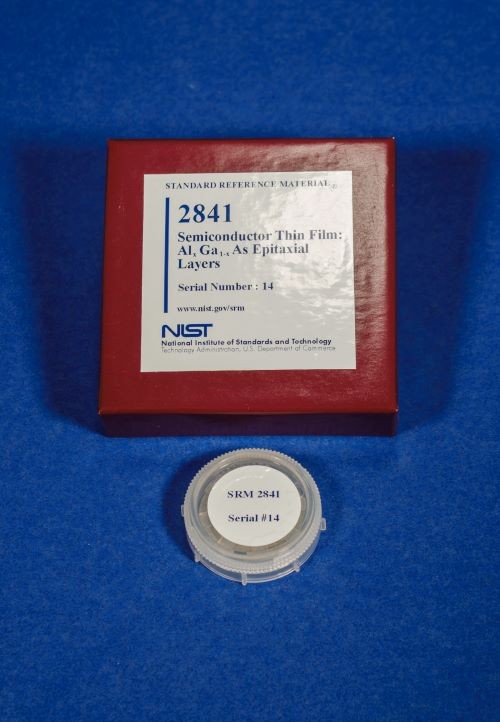 STANDARD REFERENCE MATERIAL®
2841
Semiconductor Thin Film:
Alx Ga1-x As Epitaxial
Layers
Serial Number : 14
www.nist.gov/srm
NIST
National Institute of Standards and Technology
Technology Administration, U.S. Department of Commerce
SRM 2841
Serial #14